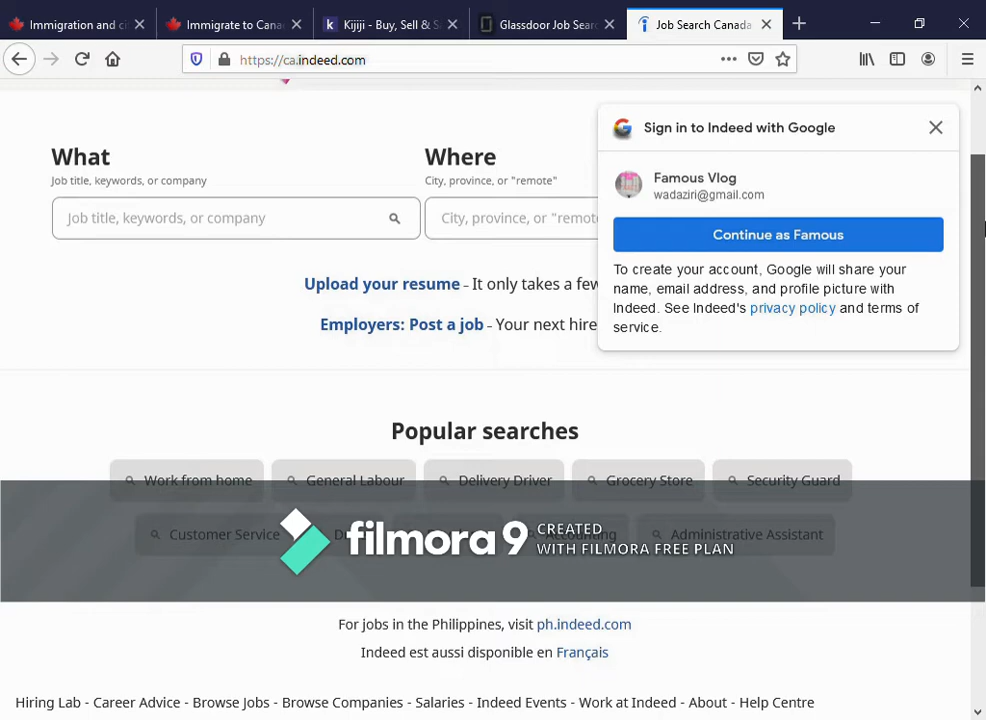 Immigration and ci
Immigrate to Cana
Kijiji - Buy, Sell & S
Glassdoor Job Searc
Job Search Canada
https://ca.indeed.com
Sign in to Indeed with Google
What
Job title, keywords, or company
Where
City, province, or "remote"
Famous Vlog
wadaziri@gmail.com
Job title, keywords, or company
City, province, or "remote
Continue as Famous
To create your account, Google will share your
name, email address, and profile picture with
Indeed. See Indeed's privacy policy and terms of
service.
Upload your resume - It only takes a few
Employers: Post a job - Your next hire
Popular searches
Work from home
General Labour
Delivery Driver
Grocery Store
Security Guard
Customer Service
Accounting
Administrative Assistant
filmora 9
CREATED
WITH FILMORA FREE PLAN
For jobs in the Philippines, visit ph.indeed.com
Indeed est aussi disponible en Français
Hiring Lab - Career Advice - Browse Jobs - Browse Companies - Salaries - Indeed Events - Work at Indeed - About - Help Centre